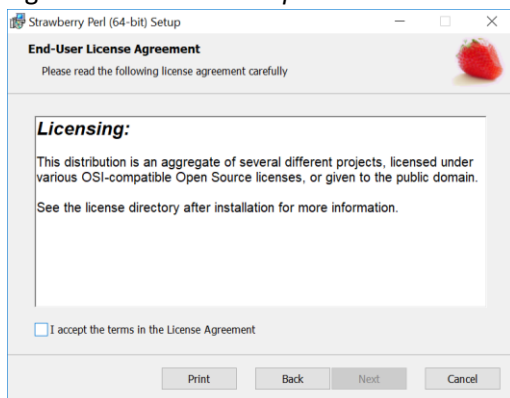 Strawberry Perl (64-bit) Setup
End-User License Agreement
Please read the following license agreement carefully
Licensing:
This distribution is an aggregate of several different projects, licensed under
various OSI-compatible Open Source licenses, or given to the public domain.
See the license directory after installation for more information.
I accept the terms in the License Agreement
Print Back Next Cancel